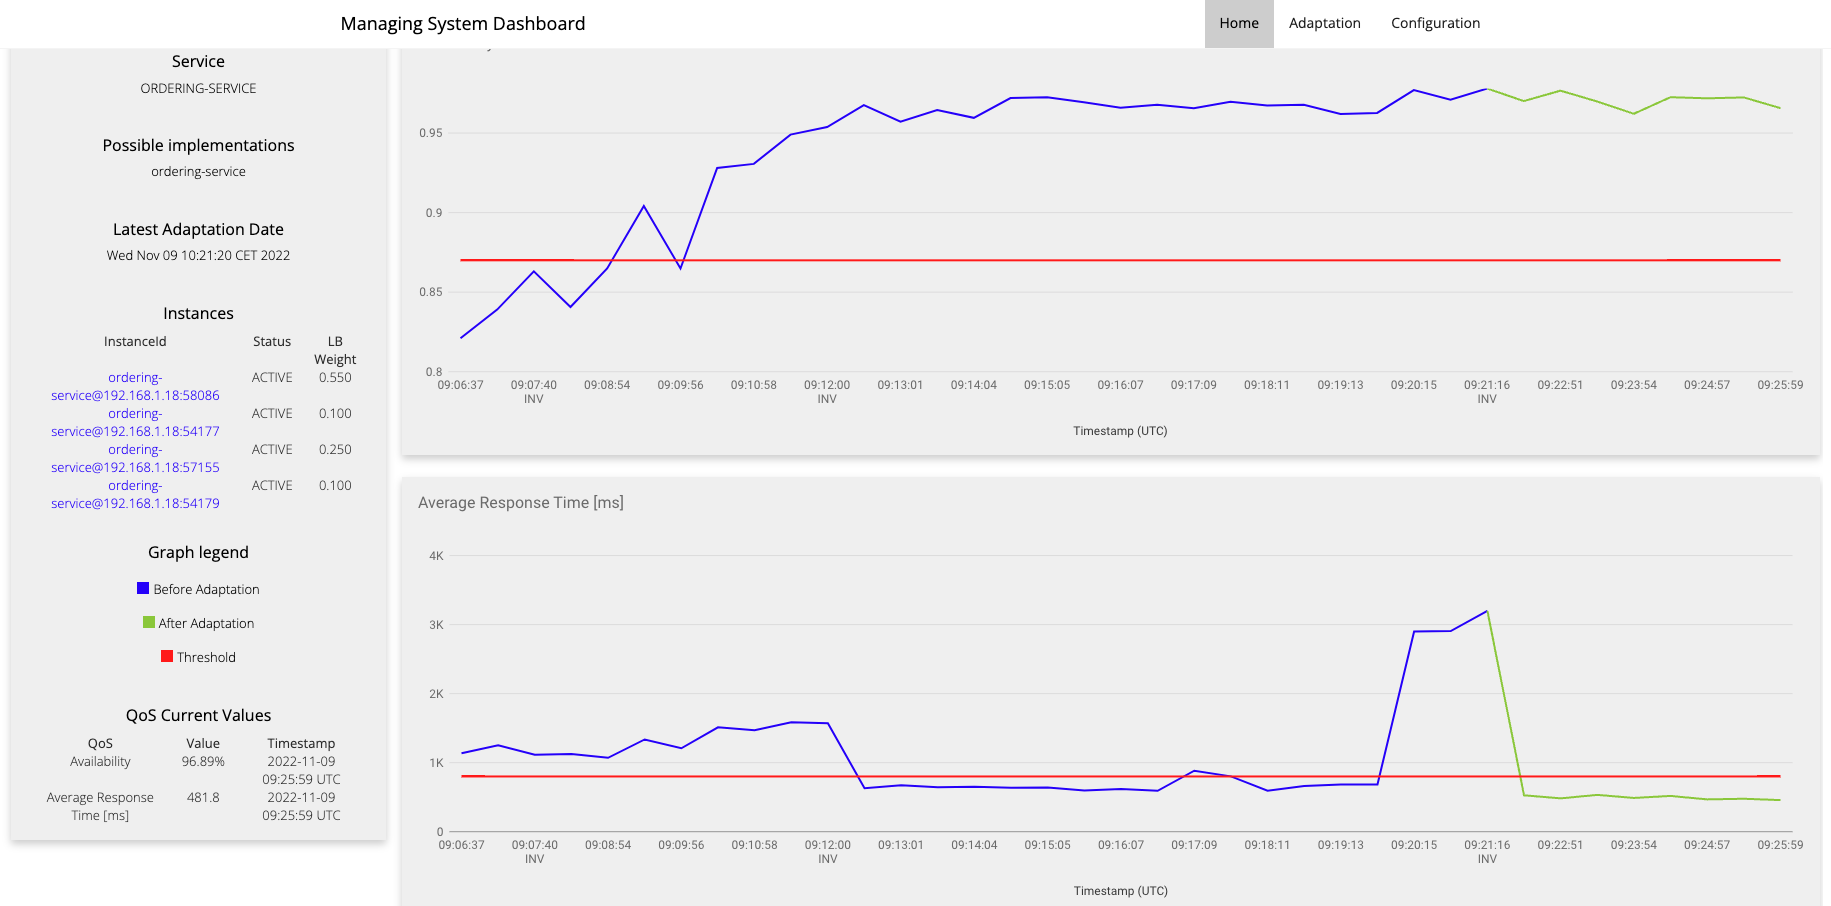 Managing System Dashboard
Home
Adaptation
Configuration
Service
ORDERING-SERVICE
Possible implementations
ordering-service
Latest Adaptation Date
Wed Nov 09 10:21:20 CET 2022
Instances
InstanceId Status LB
Weight
ordering- ACTIVE 0.550
service@192.168.1.18:58086
ordering- ACTIVE 0.100
service@192.168.1.18:54177
ordering- ACTIVE 0.250
service@192.168.1.18:57155
ordering- ACTIVE 0.100
service@192.168.1.18:54179
Graph legend
Before Adaptation
After Adaptation
Threshold
QoS Current Values
QoS Value Timestamp
Availability 96.89% 2022-11-09
09:25:59 UTC
Average Response 481.8 2022-11-09
Time [ms] 09:25:59 UTC
0.95
0.9
0.85
0.8
09:06:37 09:07:40 09:08:54 09:09:56 09:10:58 09:12:00 09:13:01 09:14:04 09:15:05 09:16:07 09:17:09 09:18:11 09:19:13 09:20:15 09:21:16 09:22:51 09:23:54 09:24:57 09:25:59
INV INV INV
Timestamp (UTC)
Average Response Time [ms]
4K
3K
2K
1K
0
09:06:37 09:07:40 09:08:54 09:09:56 09:10:58 09:12:00 09:13:01 09:14:04 09:15:05 09:16:07 09:17:09 09:18:11 09:19:13 09:20:15 09:21:16 09:22:51 09:23:54 09:24:57 09:25:59
INV INV INV
Timestamp (UTC)